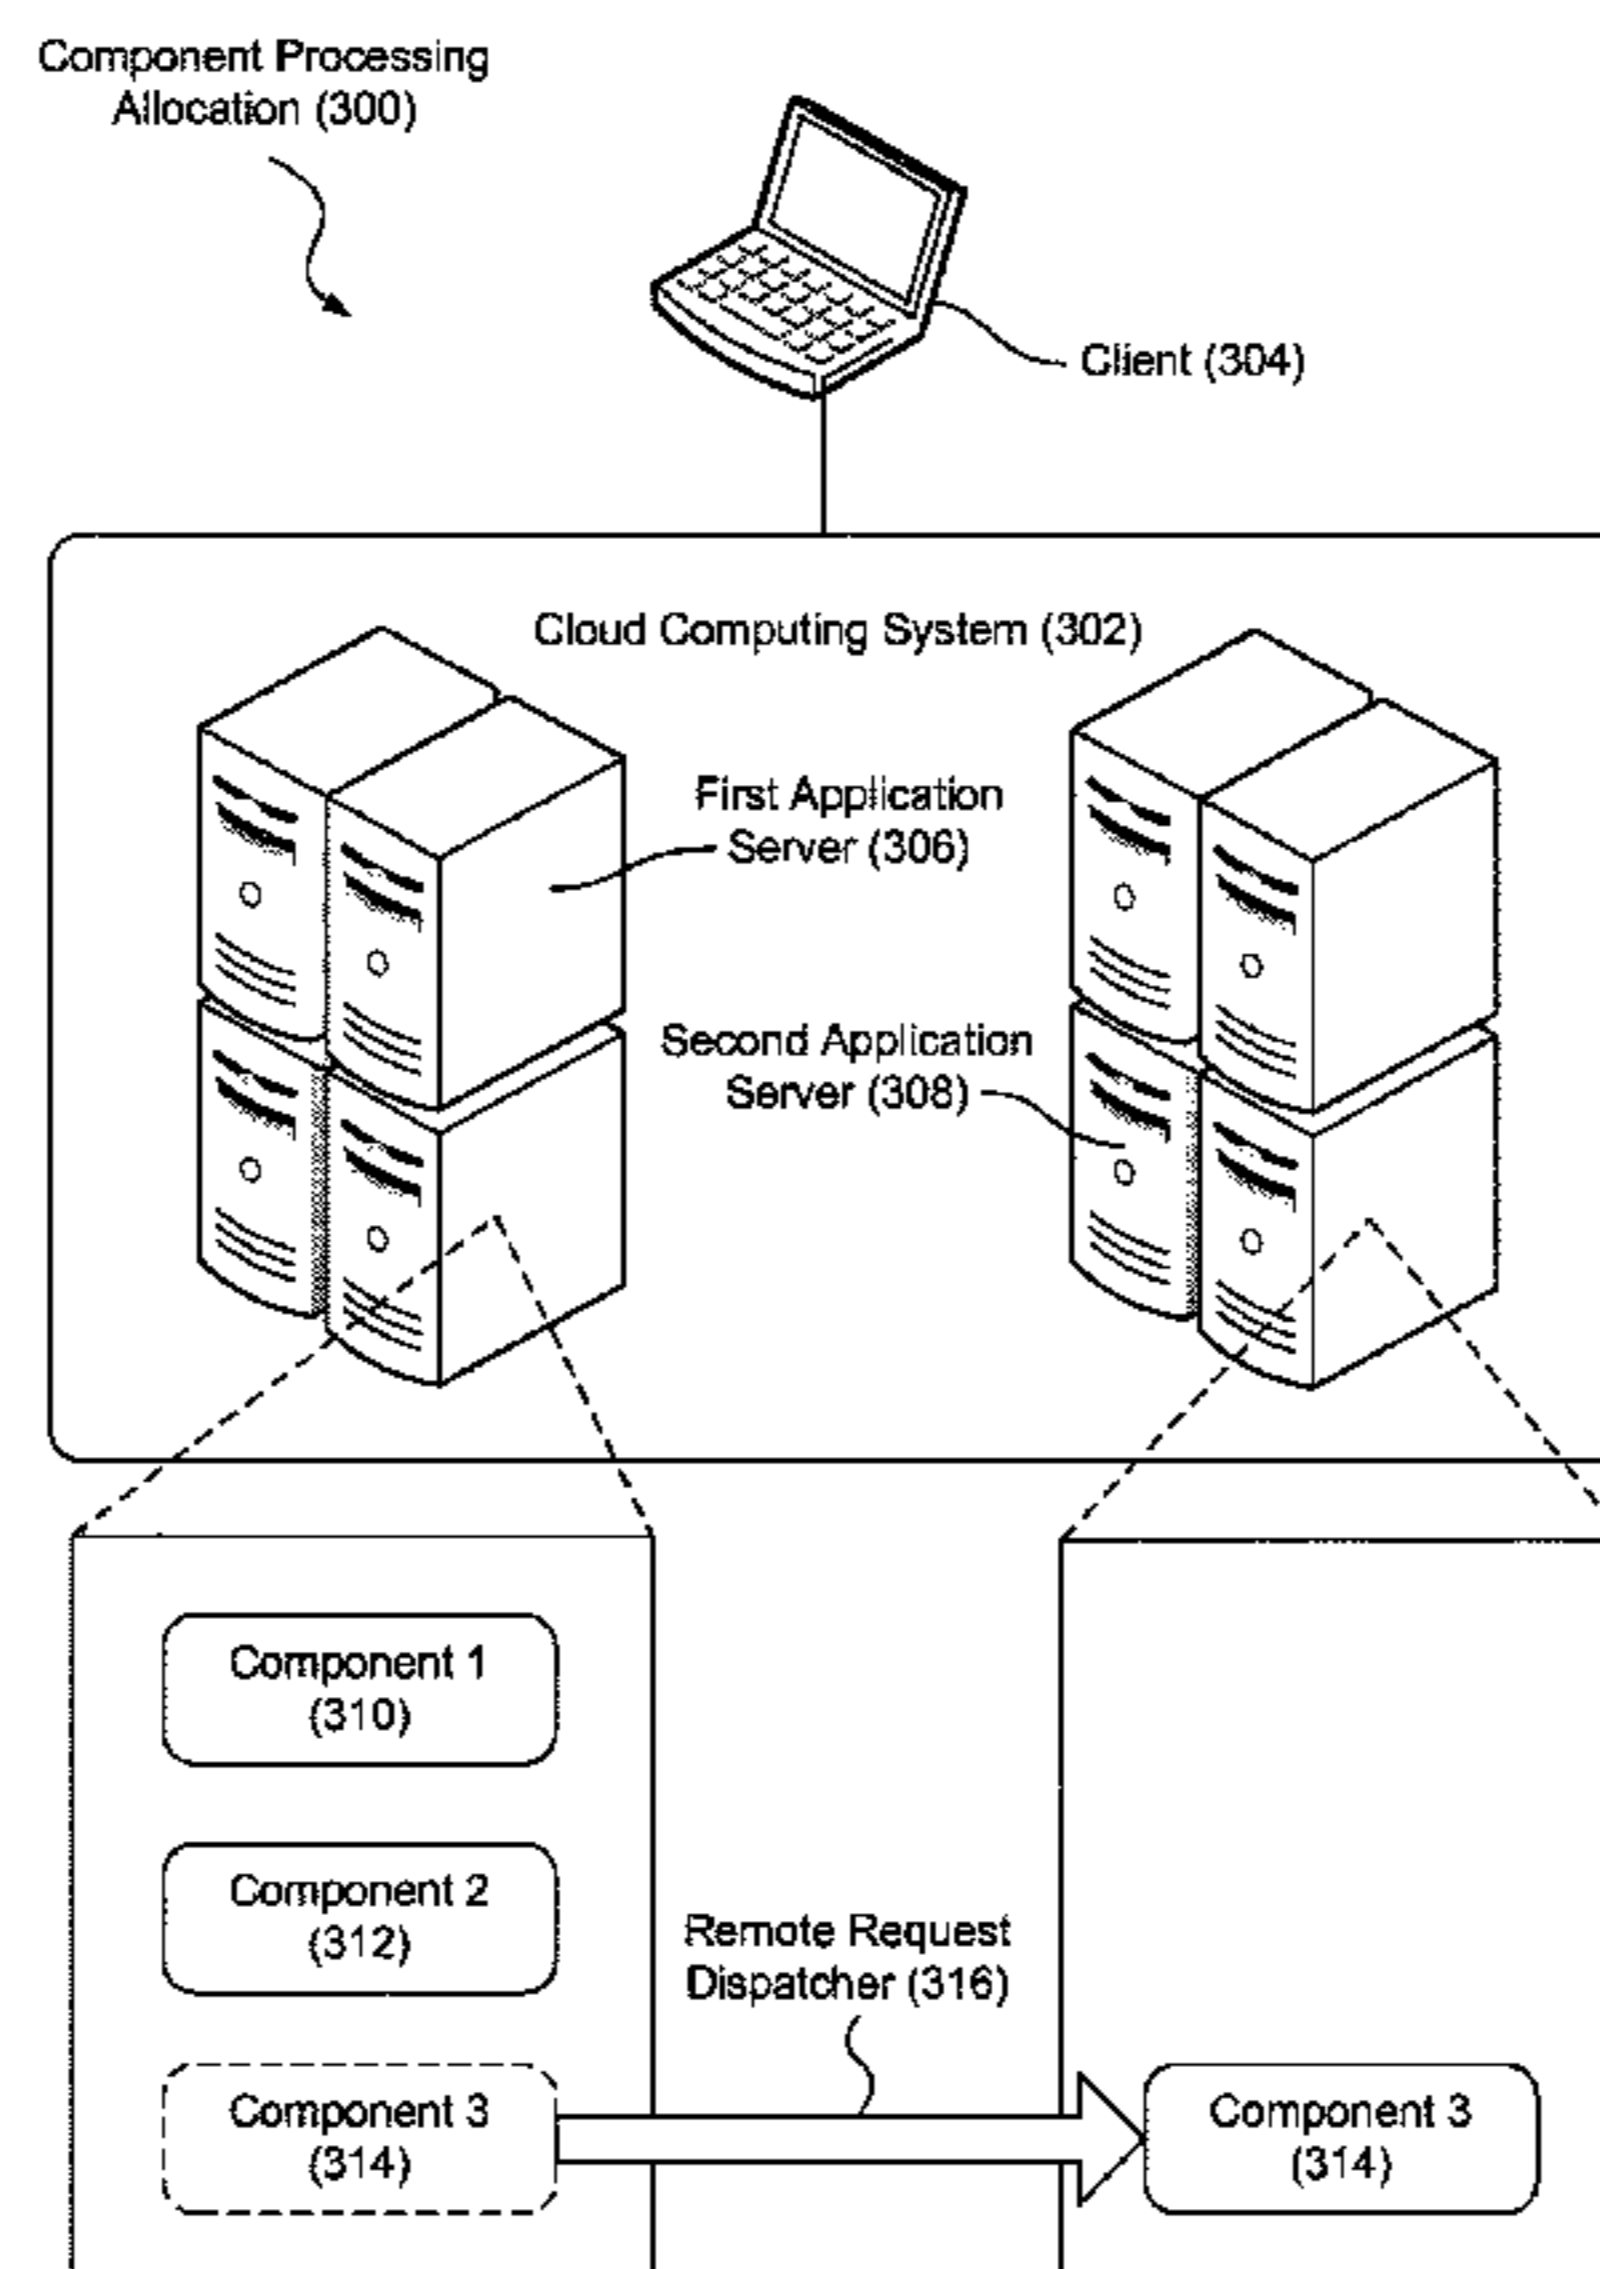 Component Processing
Allocation (300)
Client (304)
Cloud Computing System (302)
First Application
Server (306)
Second Application
Server (308)
Component 1
(310)
Component 2
(312)
Remote Request
Dispatcher (316)
Component 3
(314)
Component 3
(314)